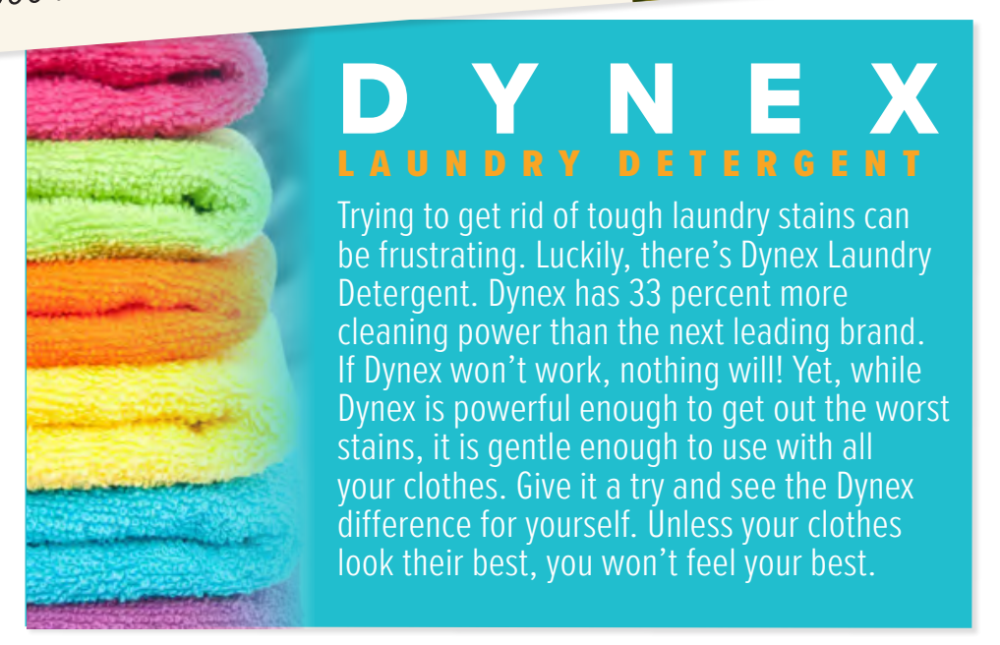 DYNEX
LAUNDRY DETERGENT
Trying to get rid of tough laundry stains can
be frustrating. Luckily, there’s Dynex Laundry
Detergent. Dynex has 33 percent more
cleaning power than the next leading brand.
If Dynex won’t work, nothing will! Yet, while
Dynex is powerful enough to get out the worst
stains, it is gentle enough to use with all
your clothes. Give it a try and see the Dynex
difference for yourself. Unless your clothes
look their best, you won’t feel your best.